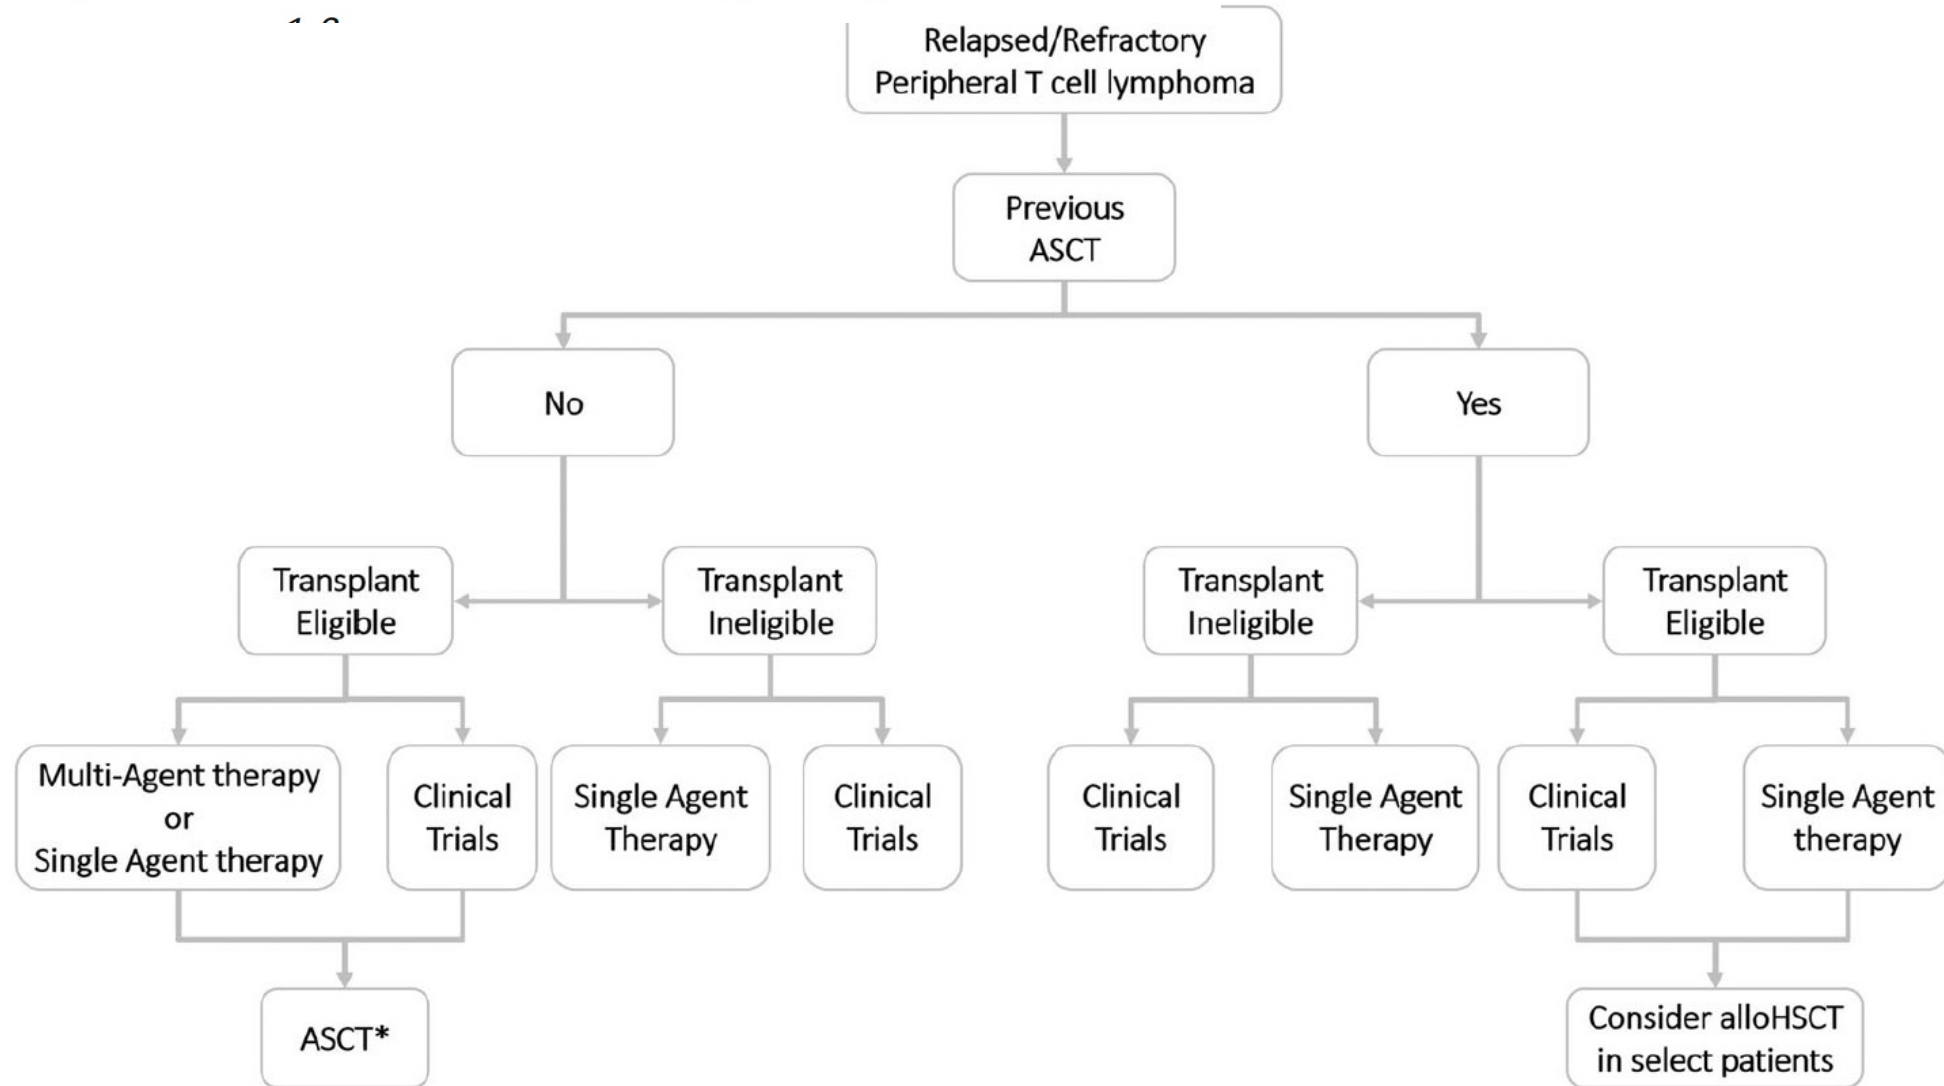 Relapsed/Refractory
Peripheral T cell lymphoma
Previous
ASCT
No
Yes
Transplant
Eligible
Transplant
Ineligible
Transplant
Ineligible
Transplant
Eligible
Multi-Agent therapy
or
Single Agent therapy
Clinical
Trials
Single Agent
Therapy
Clinical
Trials
Clinical
Trials
Single Agent
Therapy
Clinical
Trials
Single Agent
therapy
ASCT*
Consider alloHSCT
in select patients